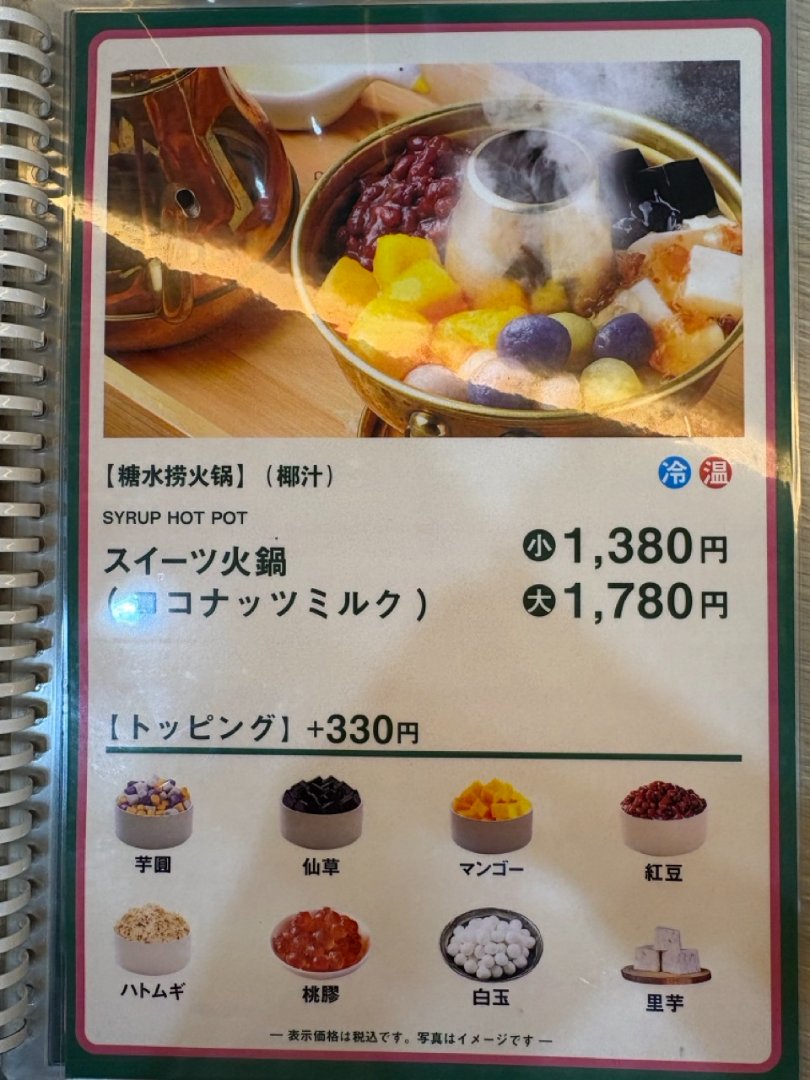 【糖水捞火锅】（椰汁） 冷 温
SYRUP HOT POT
スイーツ火鍋 小 1,380円
（ココナッツミルク） 大 1,780円
【トッピング】+330円
芋圓 仙草 マンゴー 紅豆
ハトムギ 桃膠 白玉 里芋
― 表示価格は税込です。写真はイメージです ―